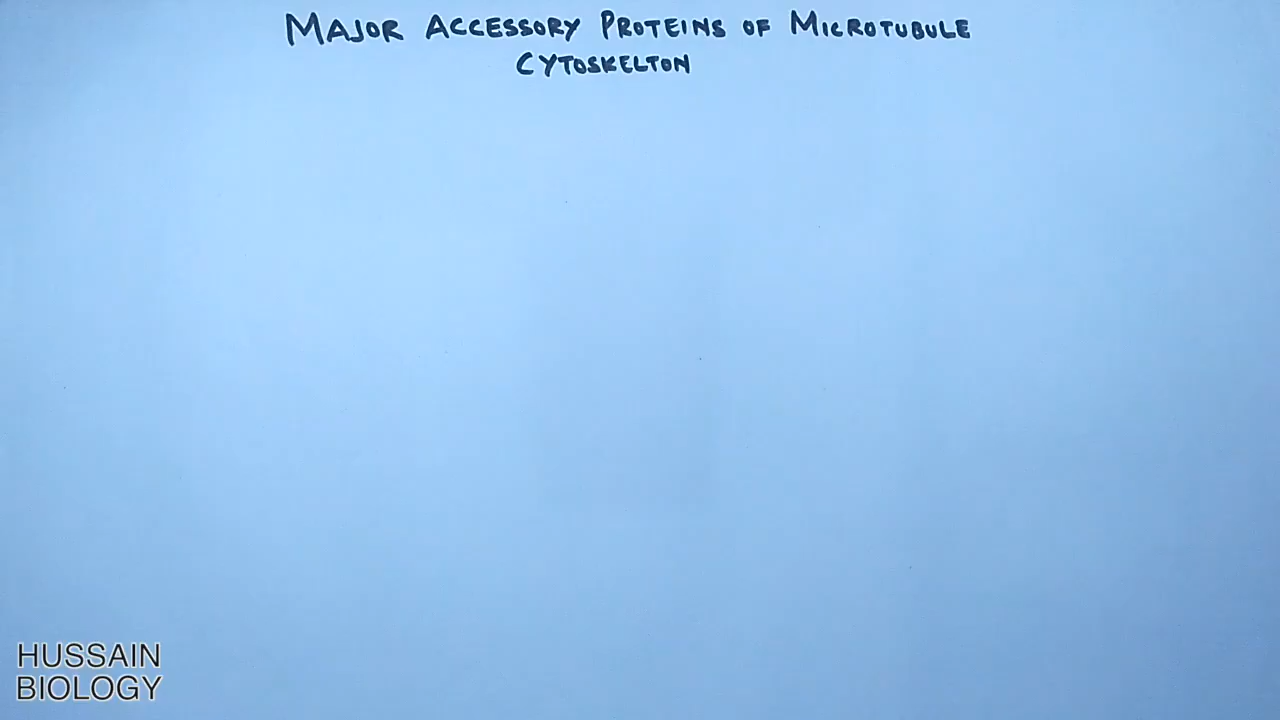 MAJOR ACCESSORY PROTEINS OF MICROTUBULE
CYTOSKELTON
HUSSAIN
BIOLOGY